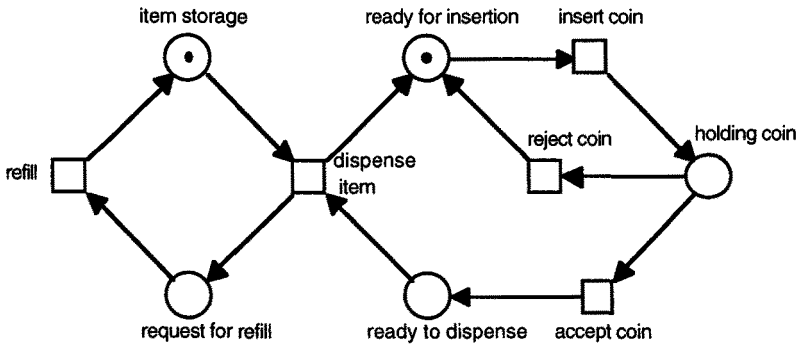 item storage
ready for insertion
insert coin
reject coin
holding coin
refill
dispense
item
request for refill
ready to dispense
accept coin